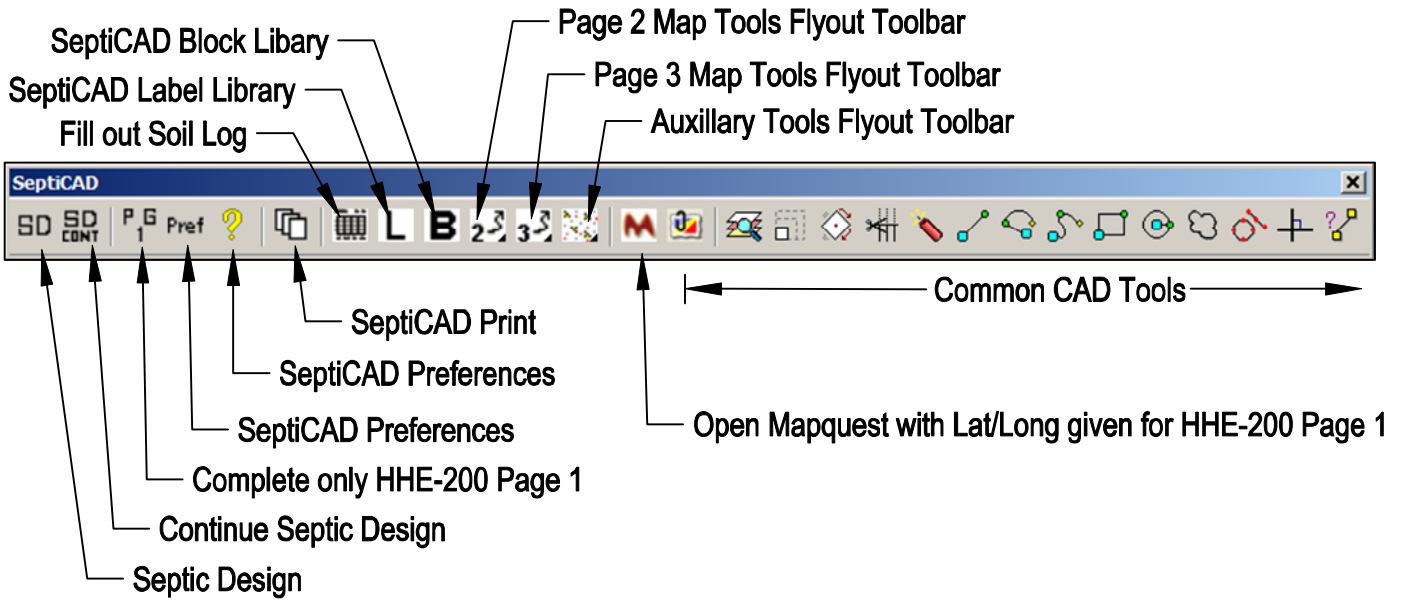 Page 2 Map Tools Flyout Toolbar
SeptiCAD Block Libary
Page 3 Map Tools Flyout Toolbar
SeptiCAD Label Library
Auxillary Tools Flyout Toolbar
Fill out Soil Log
SeptiCAD
SD SD CONT P G 1 Pref ? L B 2 3 M ?
Common CAD Tools
SeptiCAD Print
SeptiCAD Preferences
Open Mapquest with Lat/Long given for HHE-200 Page 1
SeptiCAD Preferences
Complete only HHE-200 Page 1
Continue Septic Design
Septic Design